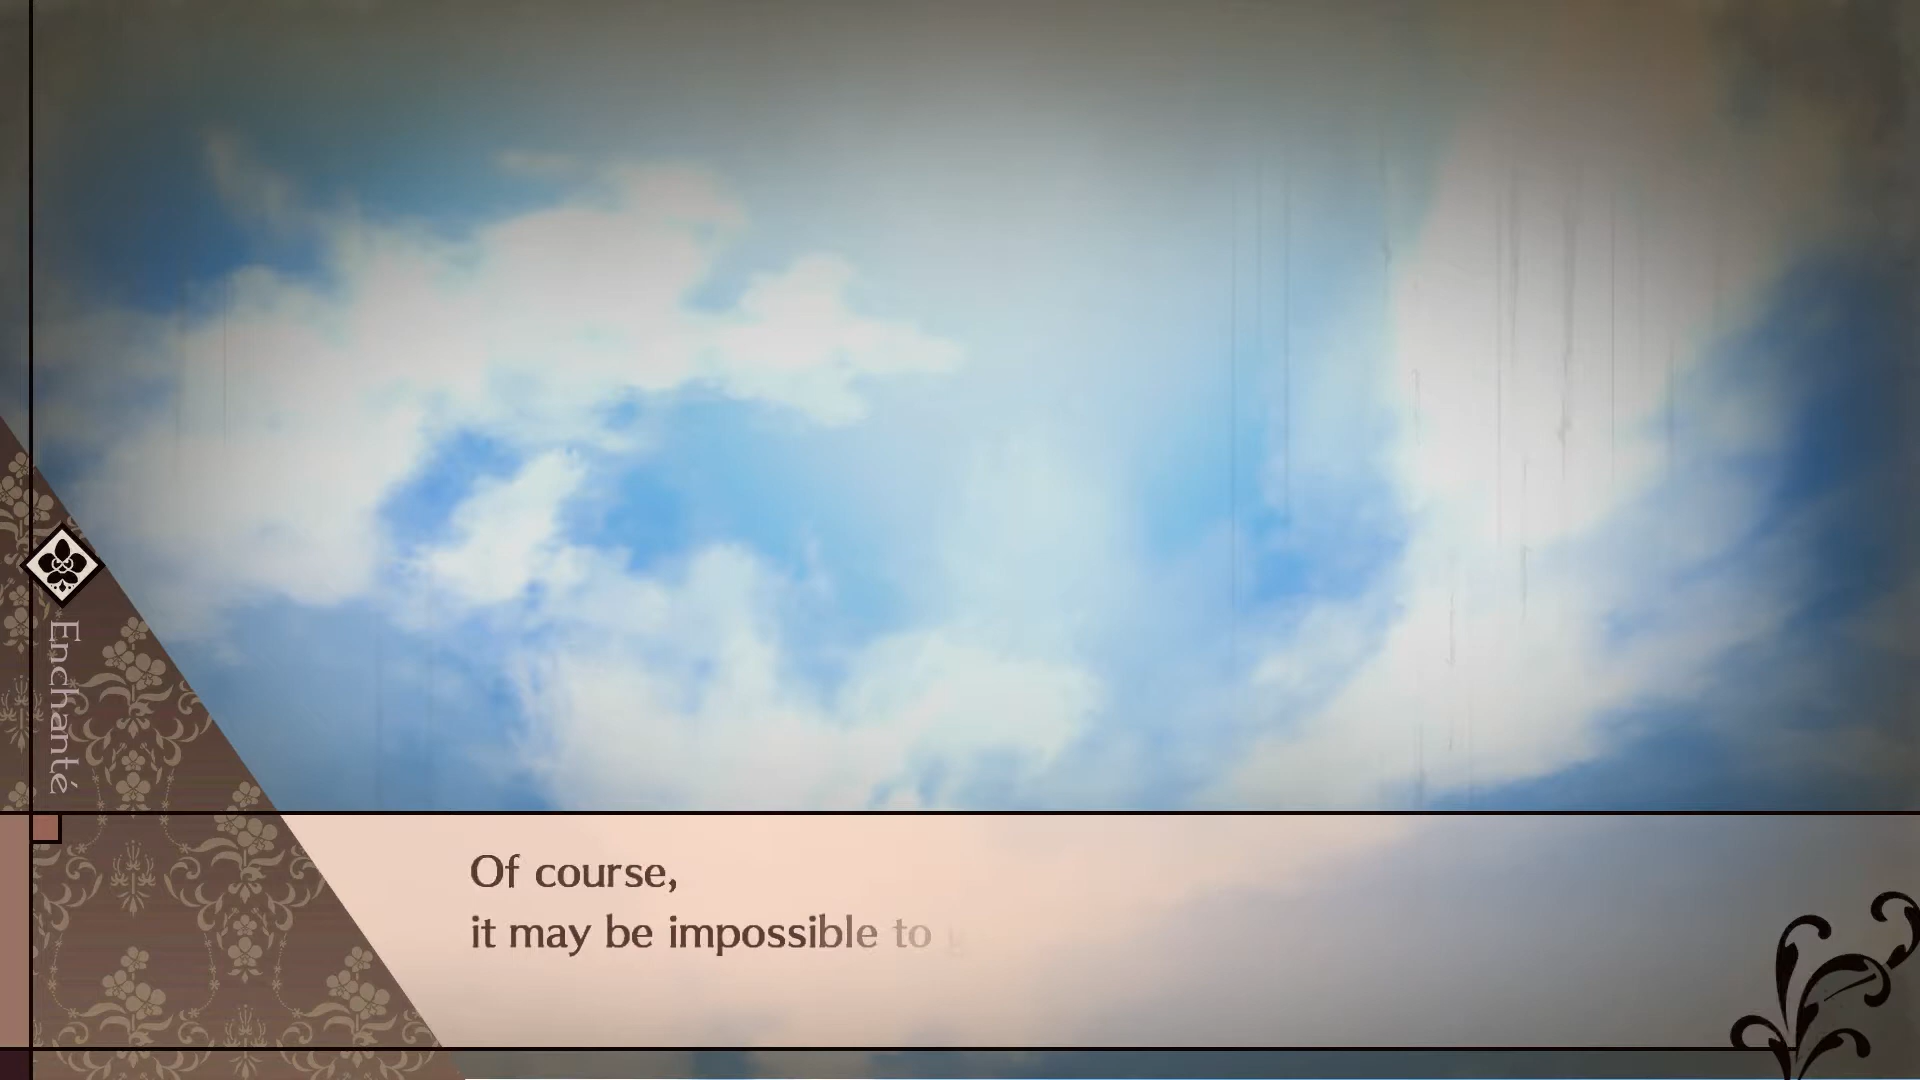 Enchanté
Of course,
it may be impossible to